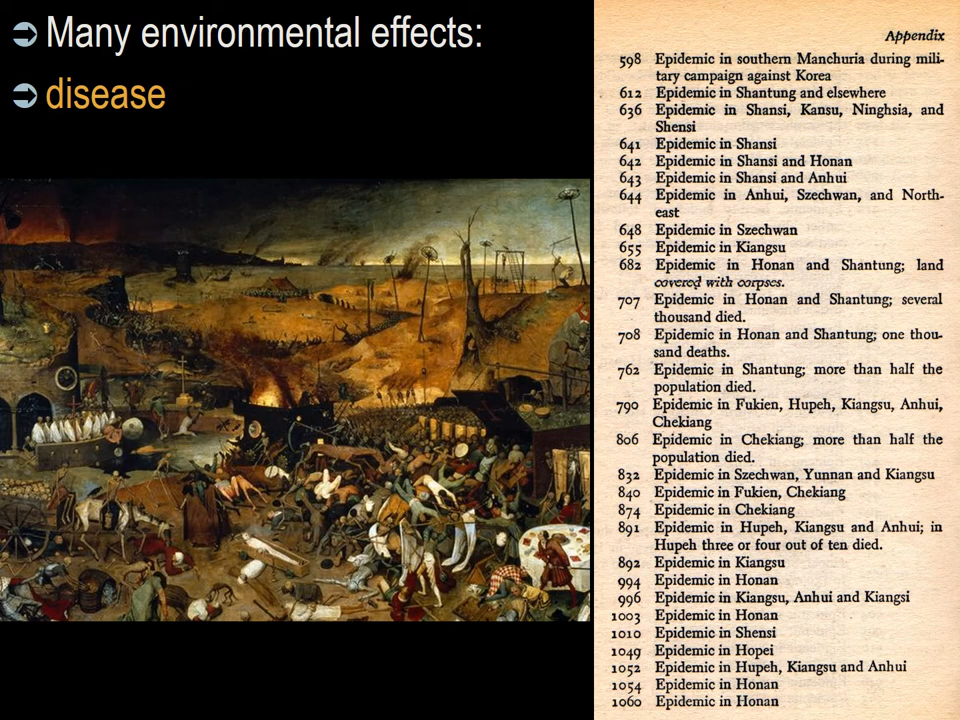 Many environmental effects:
disease
Appendix
598 Epidemic in southern Manchuria during mili-
tary campaign against Korea
612 Epidemic in Shantung and elsewhere
636 Epidemic in Shansi, Kansu, Ninghsia, and
Shensi
641 Epidemic in Shansi
642 Epidemic in Shansi and Honan
643 Epidemic in Shansi and Anhui
644 Epidemic in Anhui, Szechwan, and North-
east
648 Epidemic in Szechwan
655 Epidemic in Kiangsu
682 Epidemic in Honan and Shantung; land
covered with corpses.
707 Epidemic in Honan and Shantung; several
thousand died.
708 Epidemic in Honan and Shantung; one thou-
sand deaths.
762 Epidemic in Shantung; more than half the
population died.
790 Epidemic in Fukien, Hupeh, Kiangsu, Anhui,
Chekiang
806 Epidemic in Chekiang; more than half the
population died.
832 Epidemic in Szechwan, Yunnan and Kiangsu
840 Epidemic in Fukien, Chekiang
874 Epidemic in Chekiang
891 Epidemic in Hupeh, Kiangsu and Anhui; in
Hupeh three or four out of ten died.
892 Epidemic in Kiangsu
994 Epidemic in Honan
996 Epidemic in Kiangsu, Anhui and Kiangsi
1003 Epidemic in Honan
1010 Epidemic in Shensi
1049 Epidemic in Hopei
1052 Epidemic in Hupeh, Kiangsu and Anhui
1054 Epidemic in Honan
1060 Epidemic in Honan